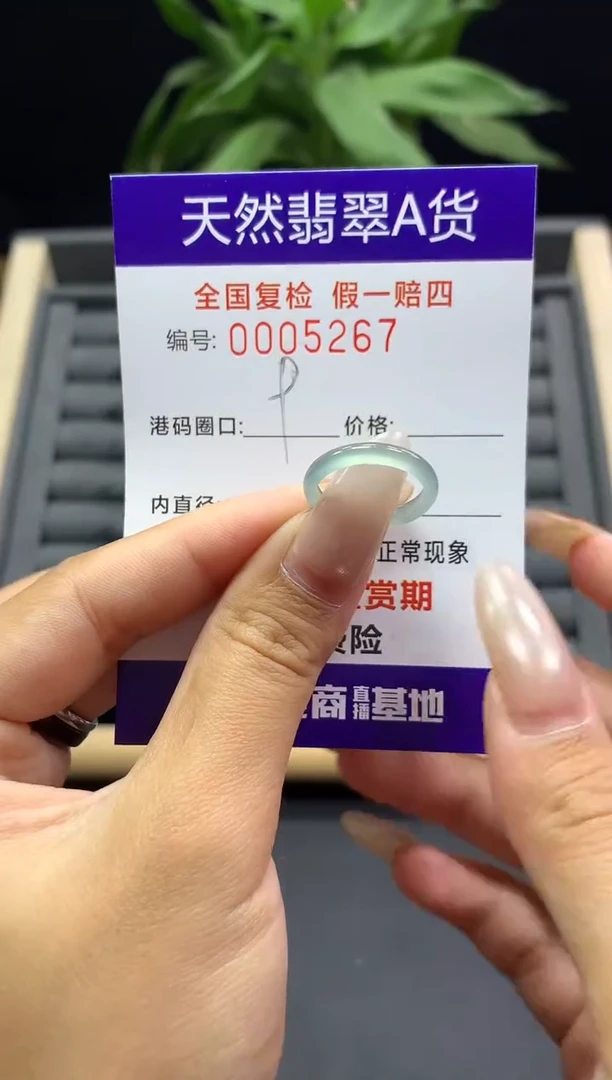 天然翡翠A货
全国复检 假一赔四
编号: 0005267
港码圈口: 价格:
内直径
正常现象
赏期
险
商直播基地